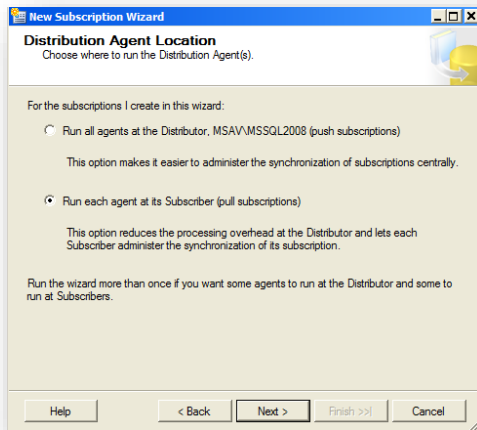 New Subscription Wizard
Distribution Agent Location
Choose where to run the Distribution Agent(s).
For the subscriptions I create in this wizard:
Run all agents at the Distributor, MSAV\MSSQL2008 (push subscriptions)
This option makes it easier to administer the synchronization of subscriptions centrally.
Run each agent at its Subscriber (pull subscriptions)
This option reduces the processing overhead at the Distributor and lets each
Subscriber administer the synchronization of its subscription.
Run the wizard more than once if you want some agents to run at the Distributor and some to
run at Subscribers.
Help < Back Next > Finish >>| Cancel